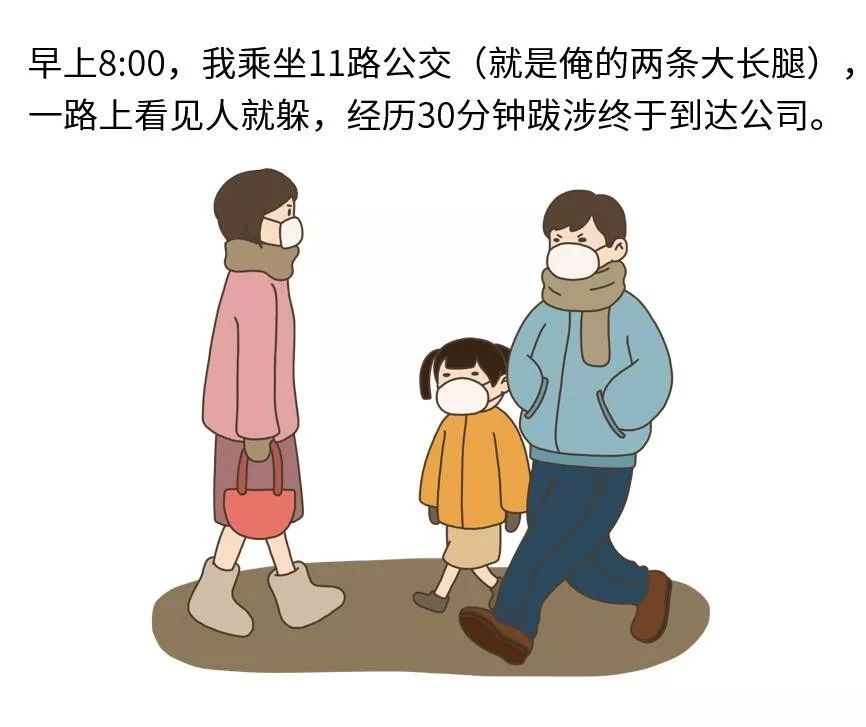 早上8:00，我乘坐11路公交（就是俺的两条大长腿），
一路上看见人就躲，经历30分钟跋涉终于到达公司。